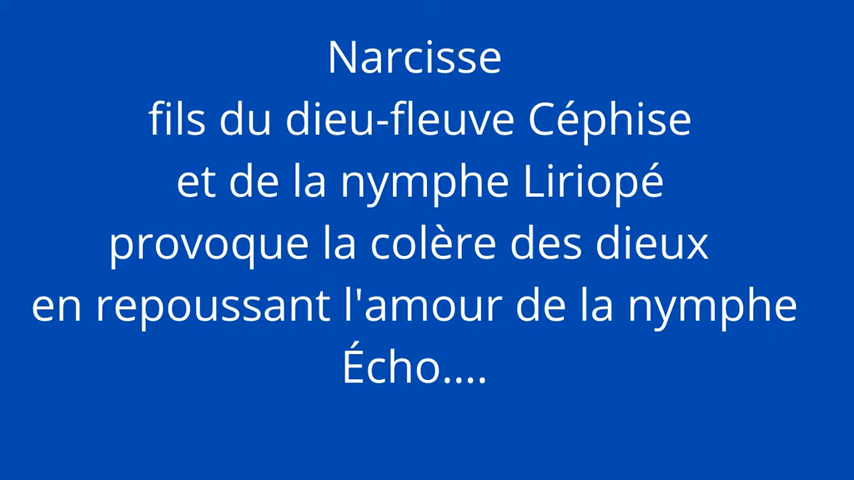 Narcisse
fils du dieu-fleuve Céphise
et de la nymphe Liriopé
provoque la colère des dieux
en repoussant l'amour de la nymphe
Écho....